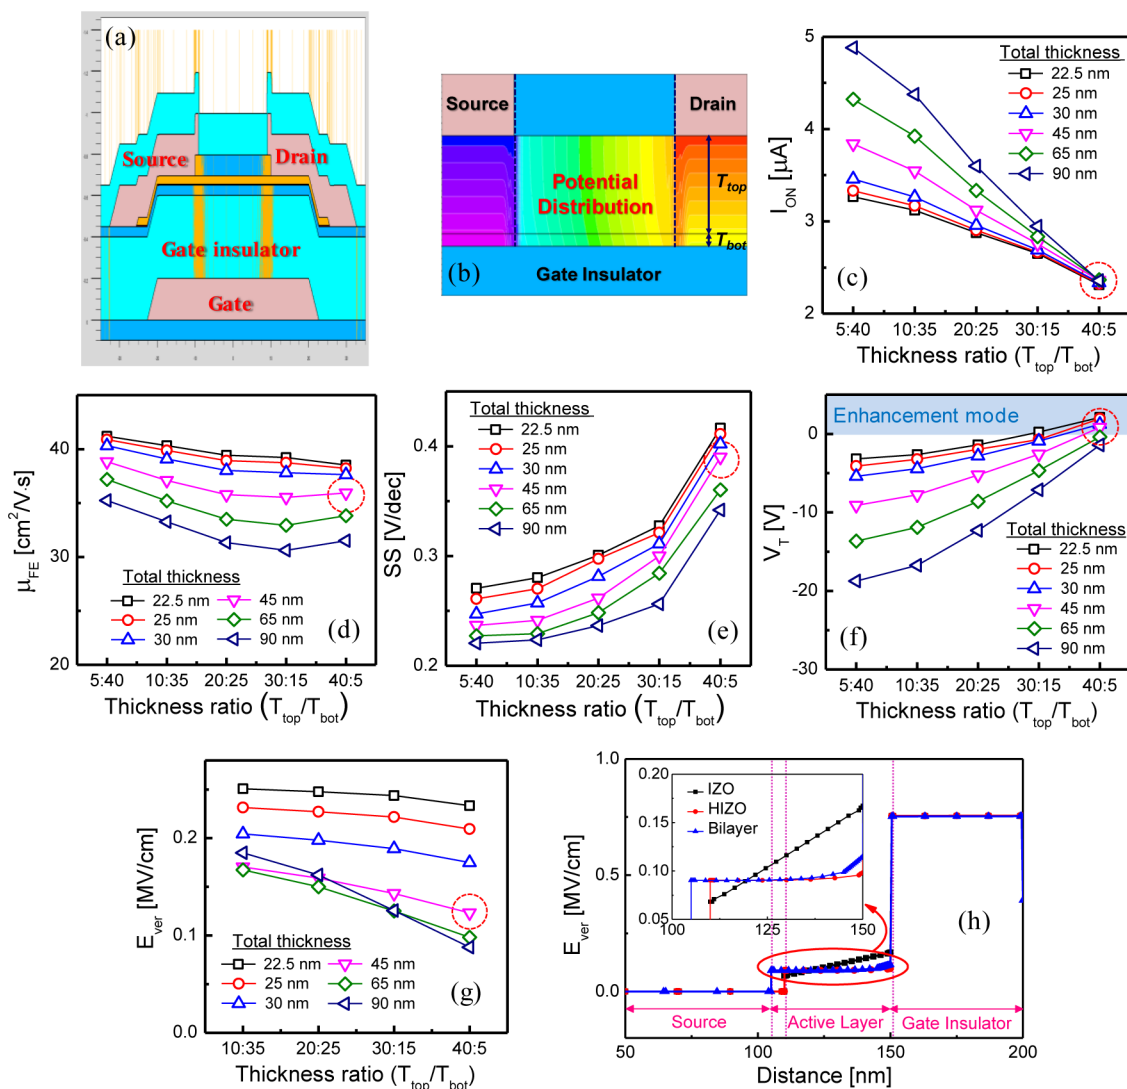 (a)
Source
Drain
Gate insulator
Gate
Source
Drain
Potential
Distribution
T_top
T_bot
(b)
Gate Insulator
5
4
3
2
I_ON [µA]
Total thickness
22.5 nm
25 nm
30 nm
45 nm
65 nm
90 nm
(c)
5:40 10:35 20:25 30:15 40:5
Thickness ratio (T_top/T_bot)
40
30
20
µ_FE [cm²/V·s]
Total thickness
22.5 nm 45 nm
25 nm 65 nm
30 nm 90 nm
(d)
5:40 10:35 20:25 30:15 40:5
Thickness ratio (T_top/T_bot)
0.4
0.3
0.2
SS [V/dec]
Total thickness
22.5 nm
25 nm
30 nm
45 nm
65 nm
90 nm
(e)
5:40 10:35 20:25 30:15 40:5
Thickness ratio (T_top/T_bot)
Enhancement mode
0
-10
-20
-30
V_T [V]
Total thickness
22.5 nm
25 nm
30 nm
45 nm
65 nm
90 nm
(f)
5:40 10:35 20:25 30:15 40:5
Thickness ratio (T_top/T_bot)
0.2
0.1
0.0
E_ver [MV/cm]
Total thickness
22.5 nm 45 nm
25 nm 65 nm
30 nm 90 nm
(g)
10:35 20:25 30:15 40:5
Thickness ratio (T_top/T_bot)
1.0
0.5
0.0
E_ver [MV/cm]
0.20
0.15
0.10
0.05
IZO
HIZO
Bilayer
100 125 150
(h)
Source Active Layer Gate Insulator
50 100 150 200
Distance [nm]